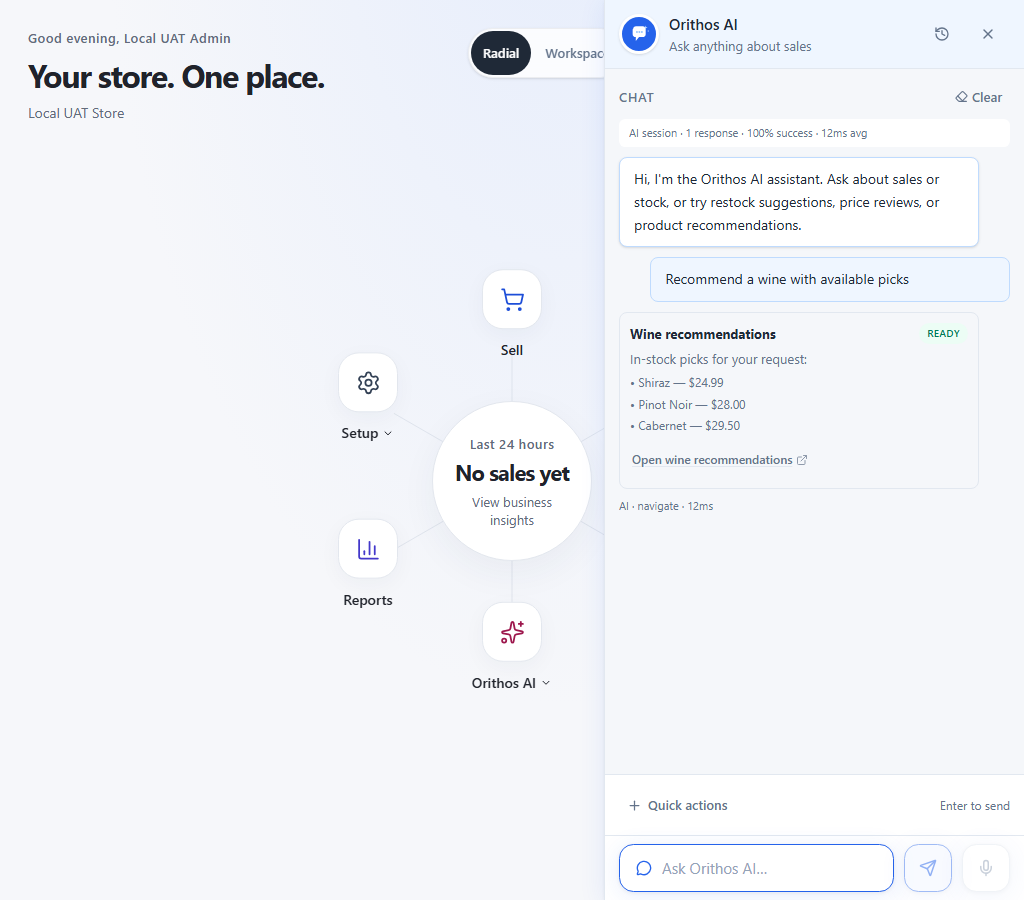 Good evening, Local UAT Admin
Your store. One place.
Local UAT Store
Radial
Workspac
Sell
Setup
Last 24 hours
No sales yet
View business
insights
Reports
Orithos AI
Orithos AI
Ask anything about sales
CHAT
Clear
AI session · 1 response · 100% success · 12ms avg
Hi, I'm the Orithos AI assistant. Ask about sales or
stock, or try restock suggestions, price reviews, or
product recommendations.
Recommend a wine with available picks
Wine recommendations
READY
In-stock picks for your request:
• Shiraz — $24.99
• Pinot Noir — $28.00
• Cabernet — $29.50
Open wine recommendations
AI · navigate · 12ms
Quick actions
Enter to send
Ask Orithos AI...